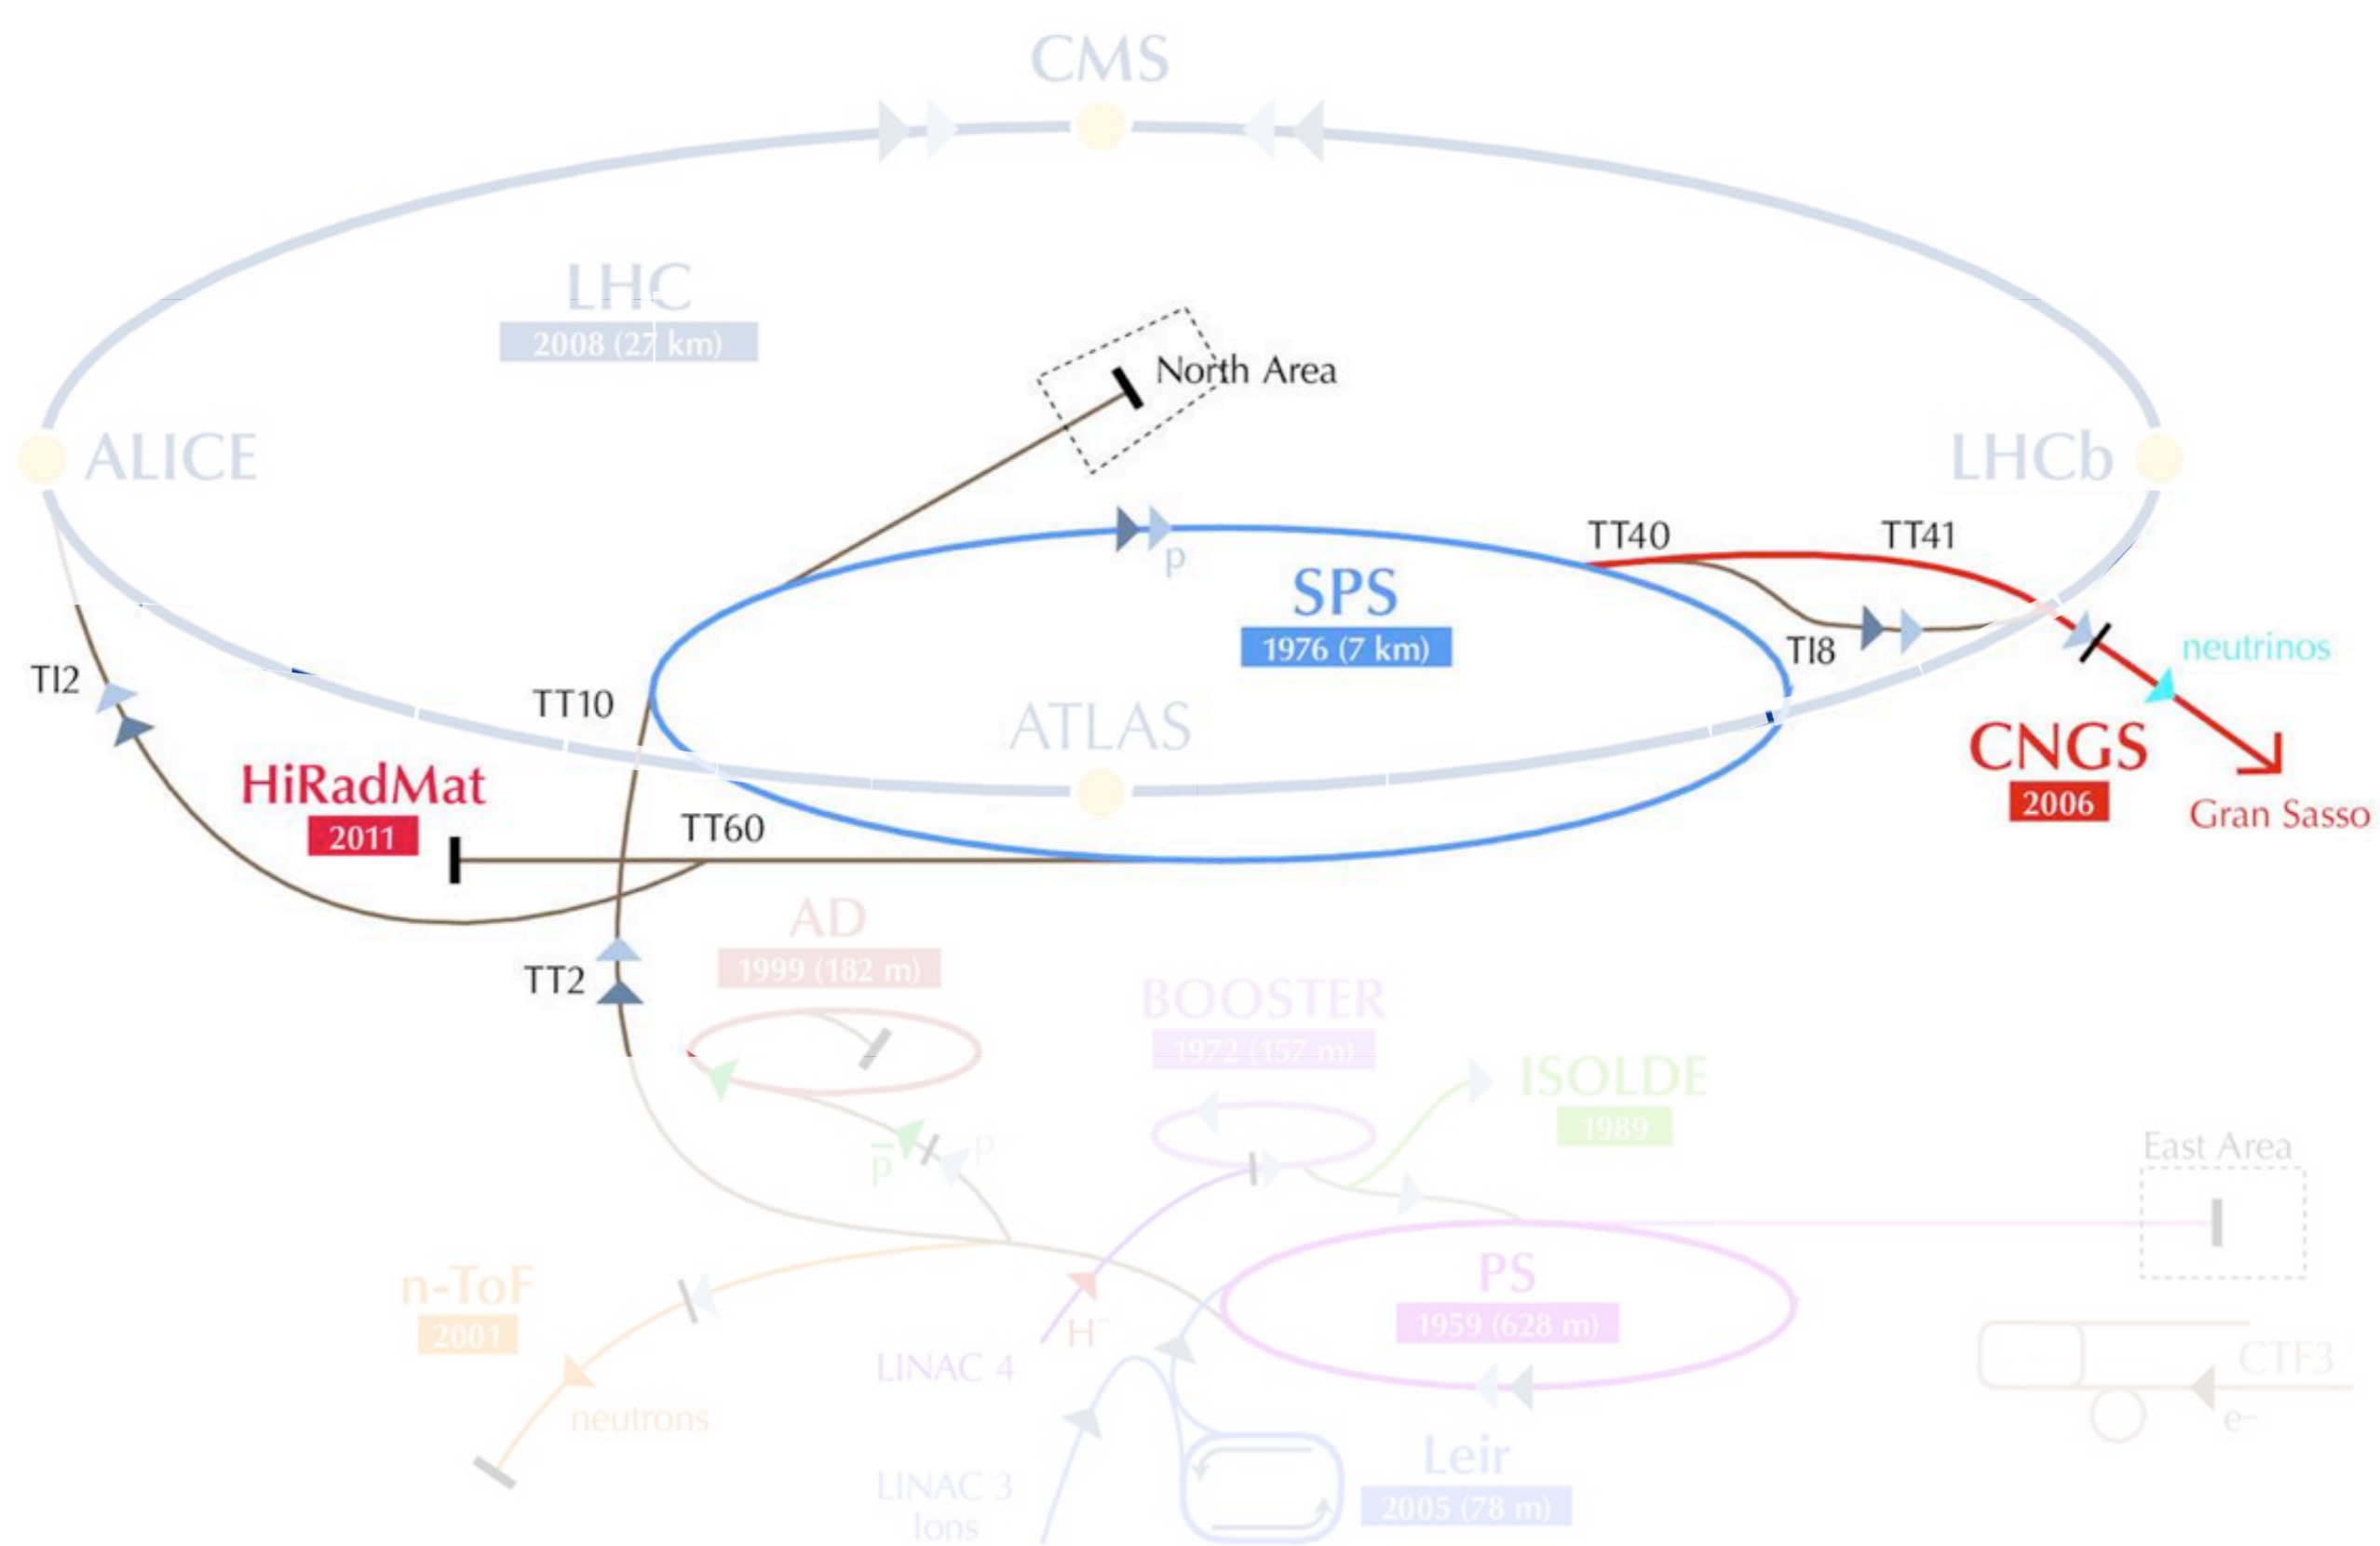 CMS
LHC
2008 (27 km)
North Area
ALICE
LHCb
p
SPS
1976 (7 km)
TT40
TT41
TI8
neutrinos
TI2
TT10
ATLAS
CNGS
2006
Gran Sasso
HiRadMat
2011
TT60
AD
1999 (182 m)
TT2
BOOSTER
1972 (157 m)
ISOLDE
1989
p
p̅
East Area
n-ToF
2001
PS
1959 (628 m)
H⁻
LINAC 4
neutrons
CTF3
e–
Leir
2005 (78 m)
LINAC 3
Ions